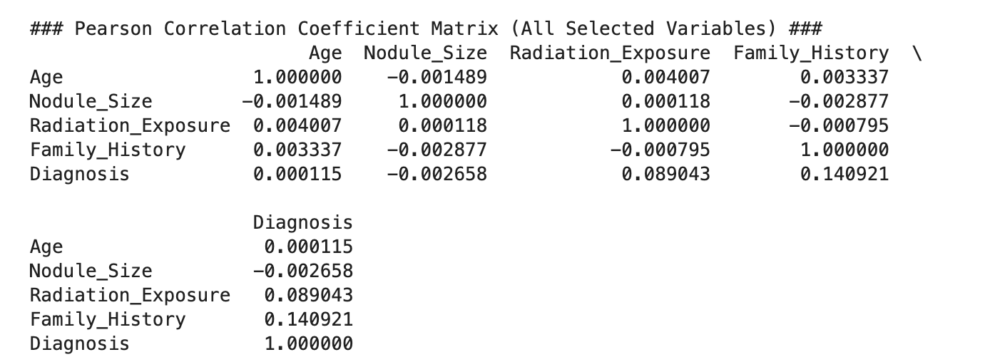 ### Pearson Correlation Coefficient Matrix (All Selected Variables) ###
                         Age  Nodule_Size  Radiation_Exposure  Family_History  \
Age                 1.000000    −0.001489            0.004007        0.003337
Nodule_Size        −0.001489     1.000000            0.000118       −0.002877
Radiation_Exposure  0.004007     0.000118            1.000000       −0.000795
Family_History      0.003337    −0.002877           −0.000795        1.000000
Diagnosis           0.000115    −0.002658            0.089043        0.140921

                    Diagnosis
Age                  0.000115
Nodule_Size         −0.002658
Radiation_Exposure   0.089043
Family_History       0.140921
Diagnosis            1.000000